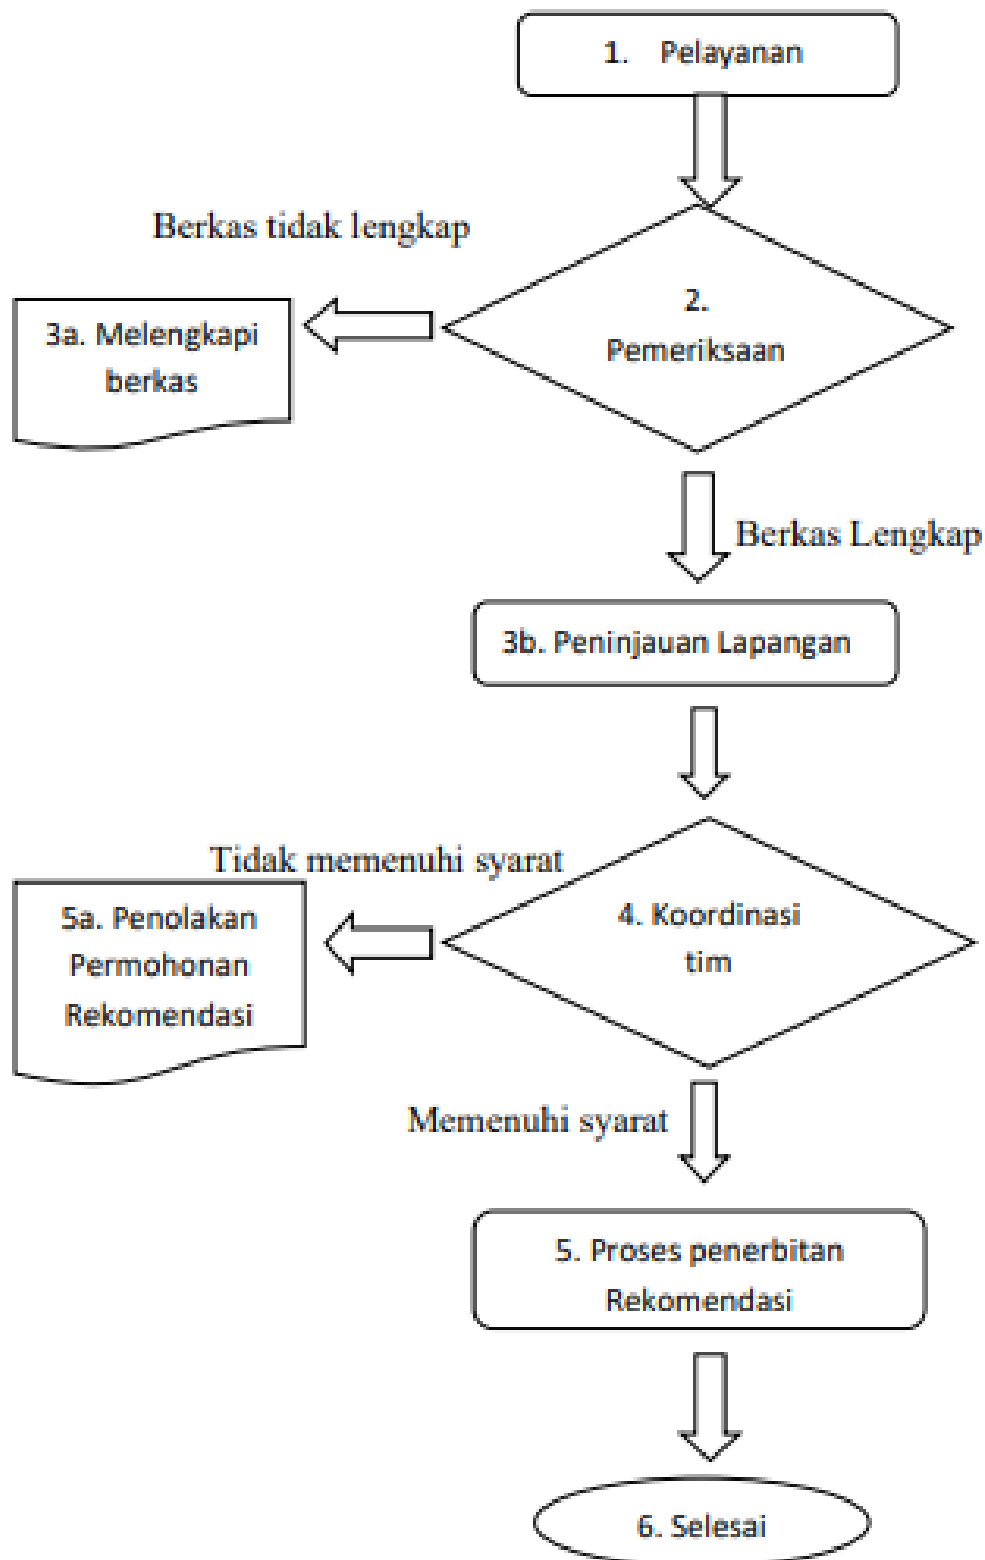 1. Pelayanan
Berkas tidak lengkap
2.
Pemeriksaan
3a. Melengkapi
berkas
Berkas Lengkap
3b. Peninjauan Lapangan
Tidak memenuhi syarat
4. Koordinasi
tim
5a. Penolakan
Permohonan
Rekomendasi
Memenuhi syarat
5. Proses penerbitan
Rekomendasi
6. Selesai